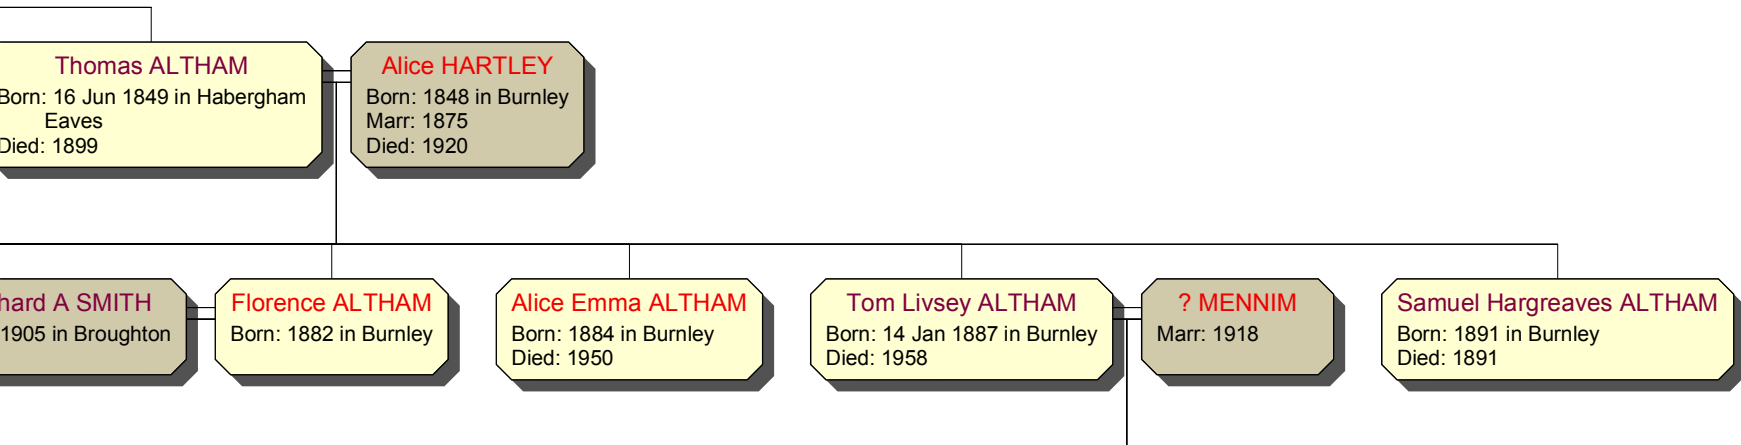 Thomas ALTHAM
Born: 16 Jun 1849 in Habergham
Eaves
Died: 1899
Alice HARTLEY
Born: 1848 in Burnley
Marr: 1875
Died: 1920
hard A SMITH
1905 in Broughton
Florence ALTHAM
Born: 1882 in Burnley
Alice Emma ALTHAM
Born: 1884 in Burnley
Died: 1950
Tom Livsey ALTHAM
Born: 14 Jan 1887 in Burnley
Died: 1958
? MENNIM
Marr: 1918
Samuel Hargreaves ALTHAM
Born: 1891 in Burnley
Died: 1891